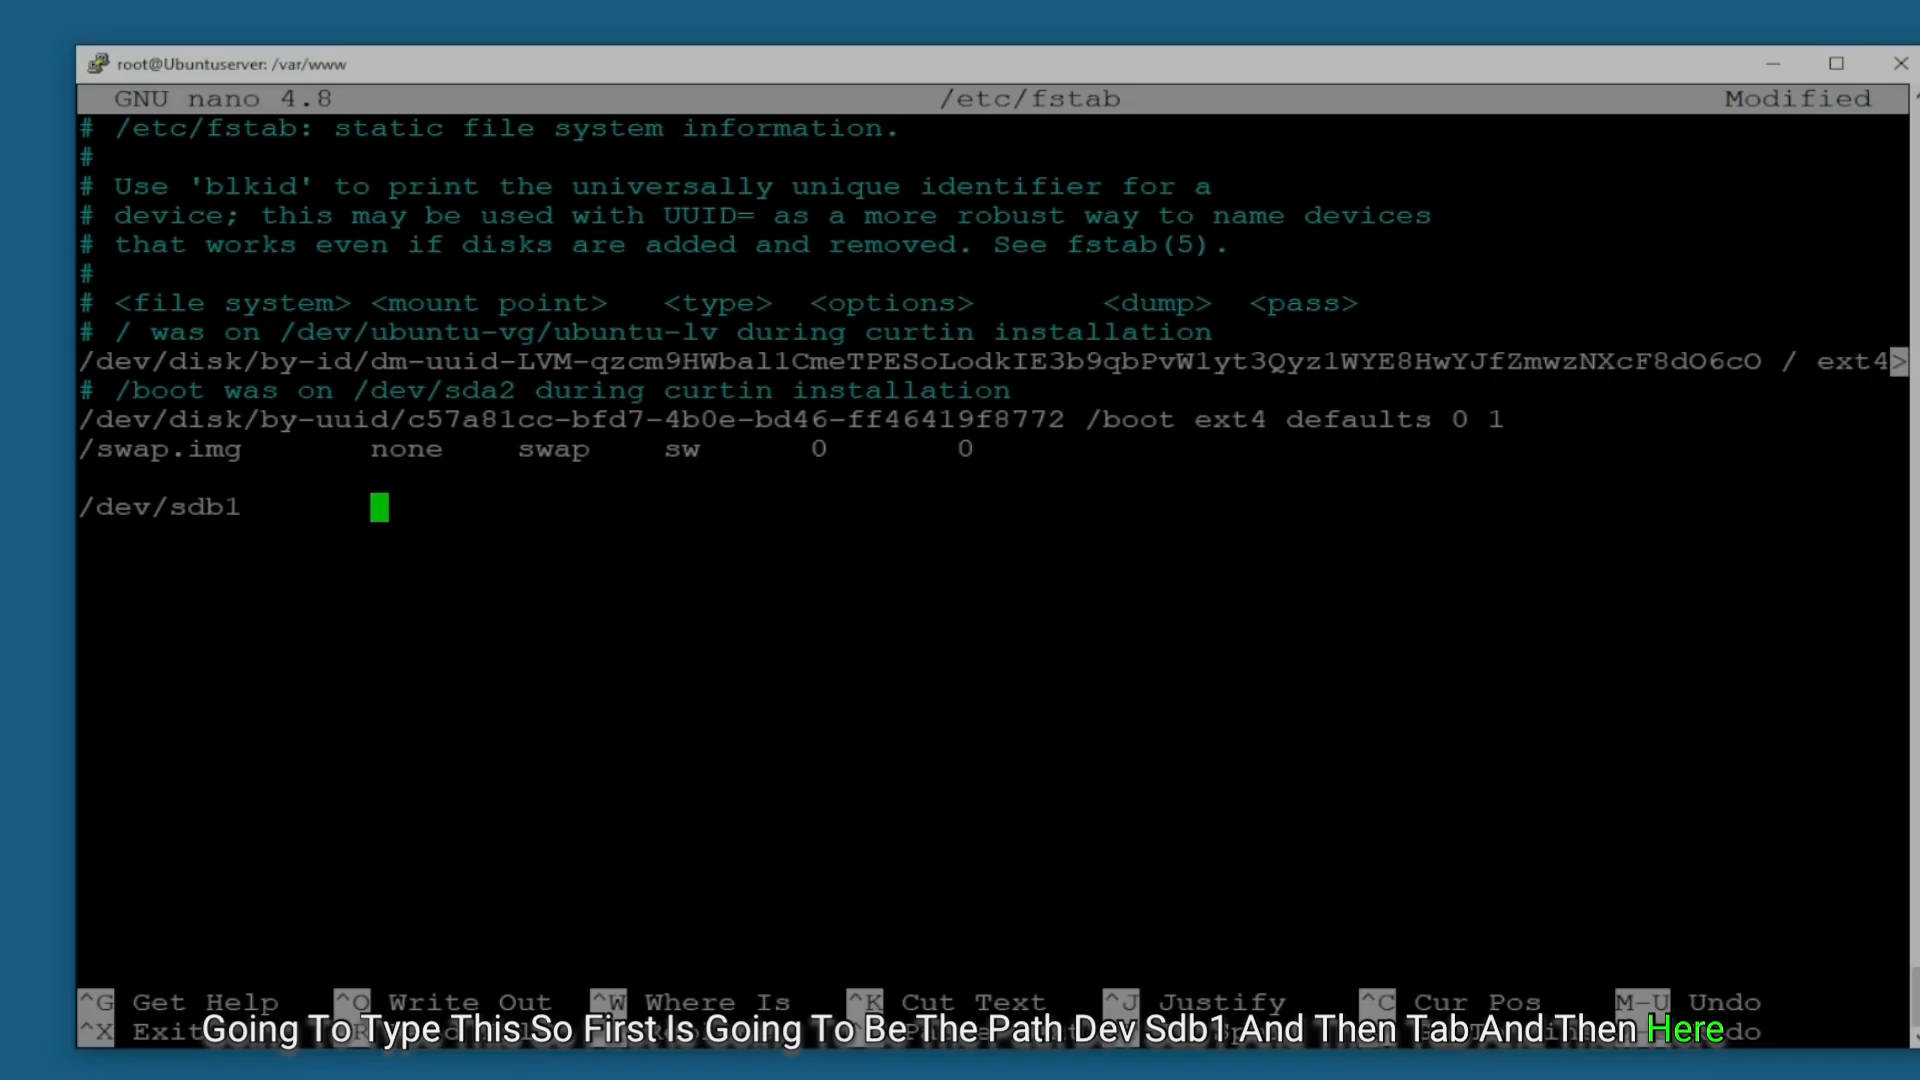 root@Ubuntuserver: /var/www
GNU nano 4.8 /etc/fstab Modified
# /etc/fstab: static file system information.
#
# Use 'blkid' to print the universally unique identifier for a
# device; this may be used with UUID= as a more robust way to name devices
# that works even if disks are added and removed. See fstab(5).
#
# <file system> <mount point> <type> <options> <dump> <pass>
# / was on /dev/ubuntu-vg/ubuntu-lv during curtin installation
/dev/disk/by-id/dm-uuid-LVM-qzcm9HWbal1CmeTPESoLodkIE3b9qbPvW1yt3Qyz1WYE8HwYJfZmwzNXcF8dO6cO / ext4>
# /boot was on /dev/sda2 during curtin installation
/dev/disk/by-uuid/c57a81cc-bfd7-4b0e-bd46-ff46419f8772 /boot ext4 defaults 0 1
/swap.img none swap sw 0 0
/dev/sdb1
^G Get Help ^O Write Out ^W Where Is ^K Cut Text ^J Justify ^C Cur Pos M-U Undo
^X Exit
Going To Type This So First Is Going To Be The Path Dev Sdb1 And Then Tab And Then Here